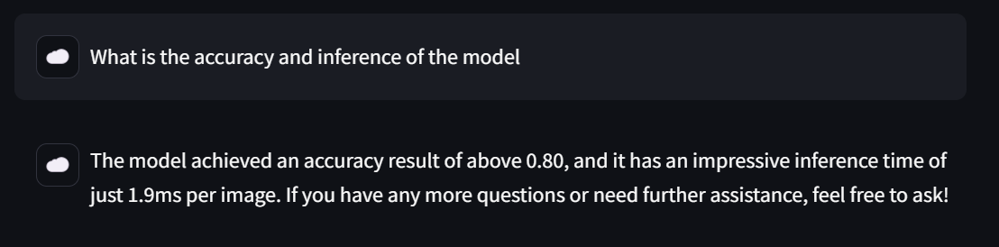 What is the accuracy and inference of the model
The model achieved an accuracy result of above 0.80, and it has an impressive inference time of
just 1.9ms per image. If you have any more questions or need further assistance, feel free to ask!